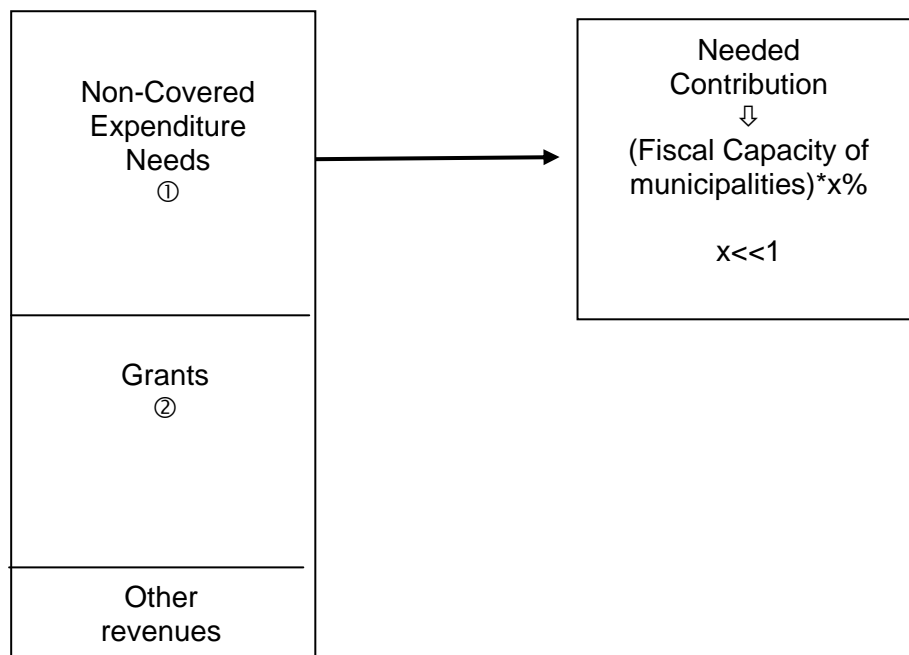 Non-Covered
Expenditure
Needs
①
Grants
②
Other
revenues
Needed
Contribution
⇩
(Fiscal Capacity of
municipalities)*x%
x<<1